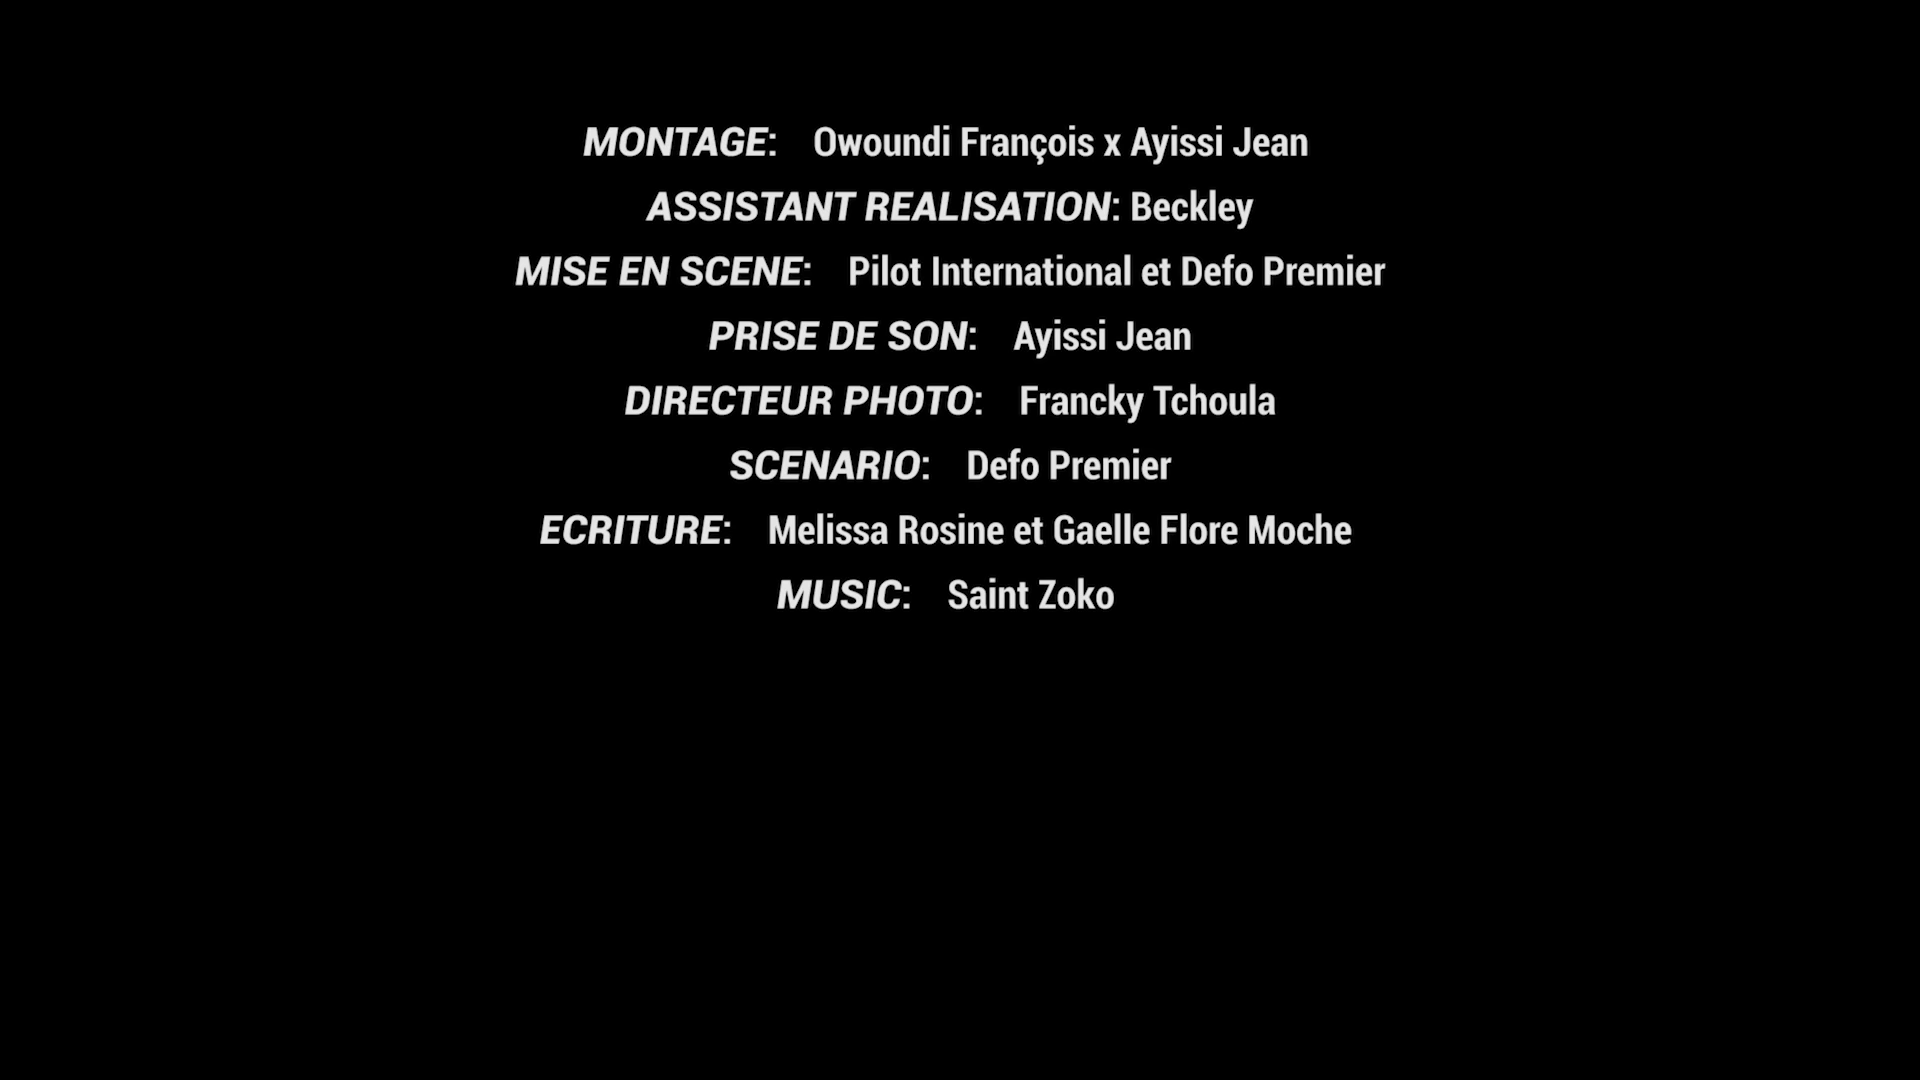 MONTAGE: Owoundi François x Ayissi Jean
ASSISTANT REALISATION: Beckley
MISE EN SCENE: Pilot International et Defo Premier
PRISE DE SON: Ayissi Jean
DIRECTEUR PHOTO: Francky Tchoula
SCENARIO: Defo Premier
ECRITURE: Melissa Rosine et Gaelle Flore Moche
MUSIC: Saint Zoko